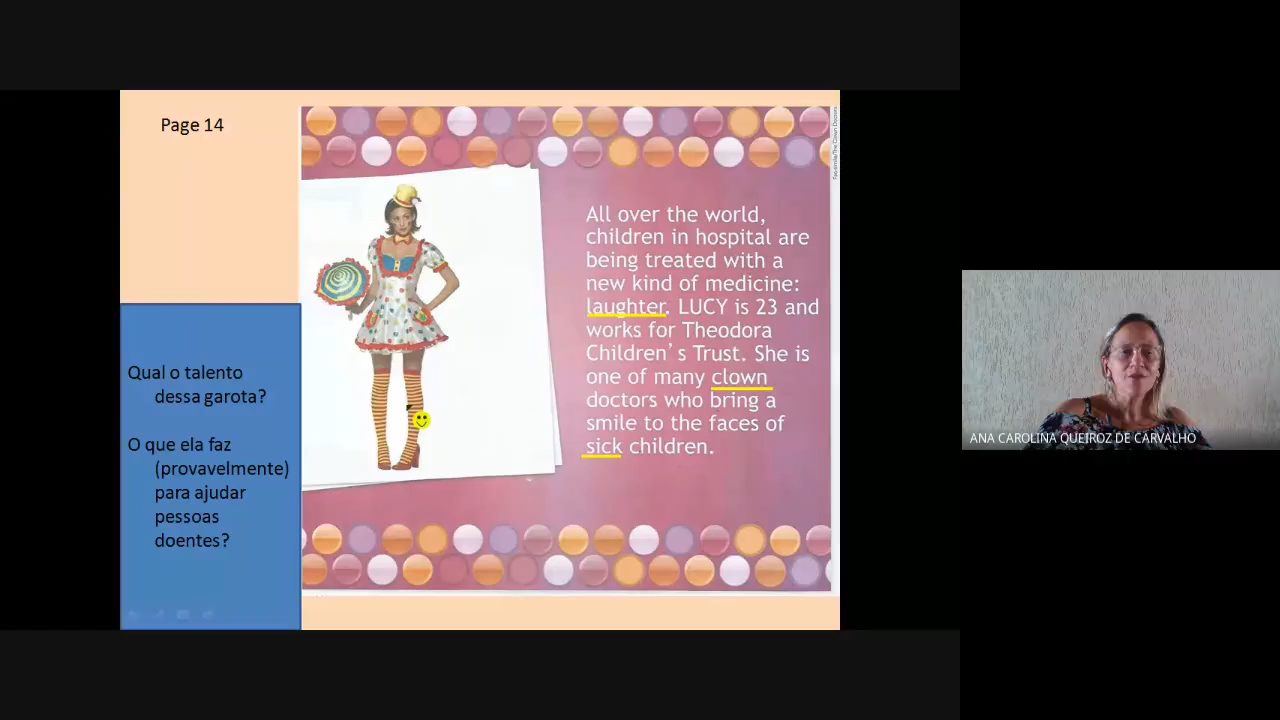 Page 14
Qual o talento
dessa garota?
O que ela faz
(provavelmente)
para ajudar
pessoas
doentes?
All over the world,
children in hospital are
being treated with a
new kind of medicine:
laughter. LUCY is 23 and
works for Theodora
Children's Trust. She is
one of many clown
doctors who bring a
smile to the faces of
sick children.
ANA CAROLINA QUEIROZ DE CARVALHO